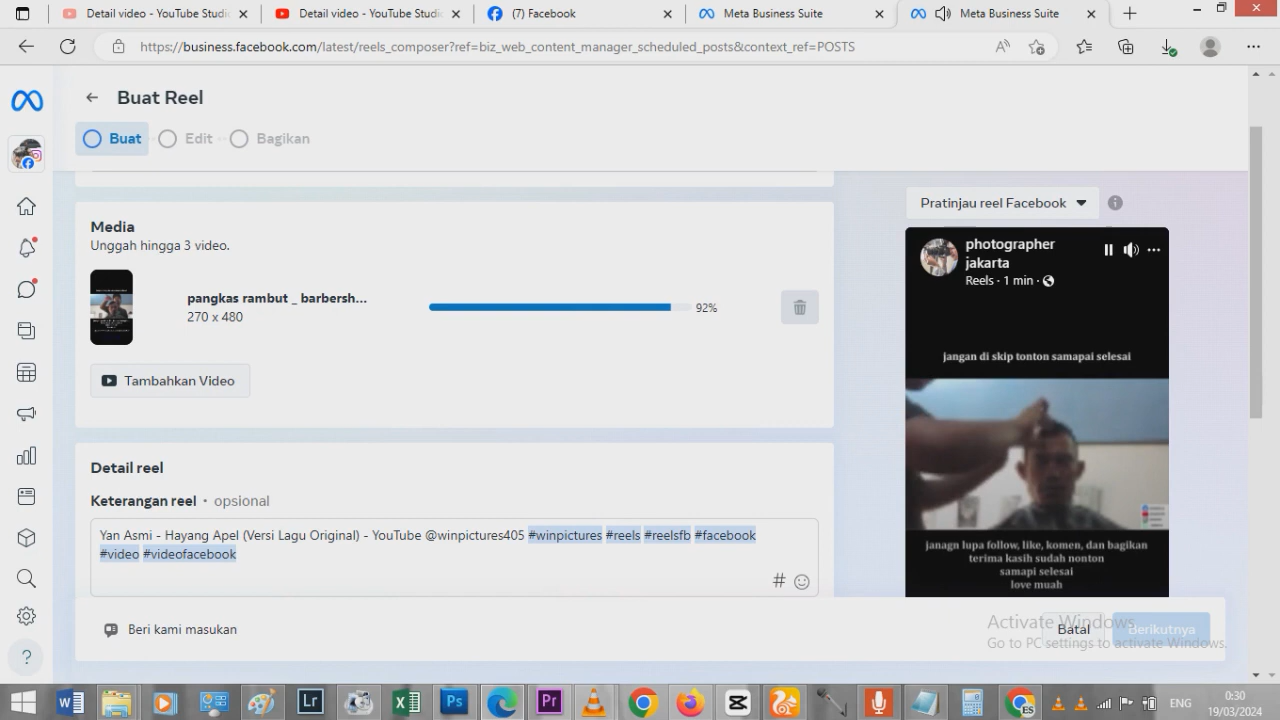 Detail video - YouTube Studio
Detail video - YouTube Studio
(7) Facebook
Meta Business Suite
Meta Business Suite
https://business.facebook.com/latest/reels_composer?ref=biz_web_content_manager_scheduled_posts&context_ref=POSTS
Buat Reel
Buat
Edit
Bagikan
Media
Unggah hingga 3 video.
pangkas rambut _ barbersh...
270 x 480
92%
Tambahkan Video
Detail reel
Keterangan reel • opsional
Yan Asmi - Hayang Apel (Versi Lagu Original) - YouTube @winpictures405 #winpictures #reels #reelsfb #facebook
#video #videofacebook
Beri kami masukan
Batal
Berikutnya
Pratinjau reel Facebook
photographer
jakarta
Reels · 1 min ·
jangan di skip tonton samapai selesai
janagn lupa follow, like, komen, dan bagikan
terima kasih sudah nonton
samapi selesai
love muah
Activate Windows
Go to PC settings to activate Windows.
ENG
0:30
19/03/2024